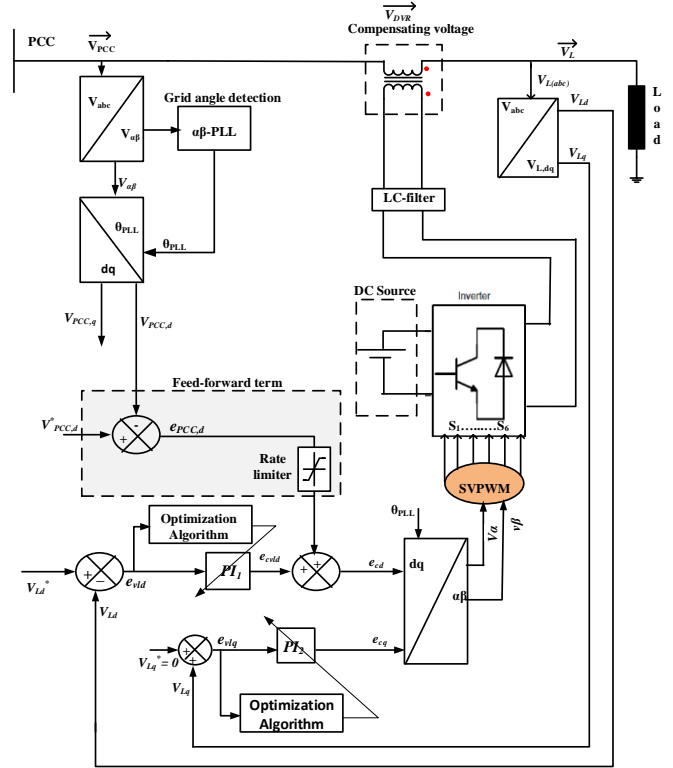 V_DVR
PCC
V_PCC
Compensating voltage
V_L
V_L(abc)
V_Ld
L
o
a
d
V_abc
V_αβ
Grid angle detection
αβ-PLL
V_abc
V_L,dq
V_Lq
V_αβ
LC-filter
θ_PLL
dq
θ_PLL
DC Source
Inverter
V_PCC,q
V_PCC,d
Feed-forward term
V*_PCC,d
-
+
e_PCC,d
Rate
limiter
S₁.........S₆
SVPWM
θ_PLL
Vα
vβ
Optimization
Algorithm
V_Ld*
+
−
e_vld
PI₁
e_cvld
+
+
e_cd
dq
αβ
V_Ld
V_Lq*= 0
+
+
e_vlq
PI₂
e_cq
V_Lq
Optimization
Algorithm